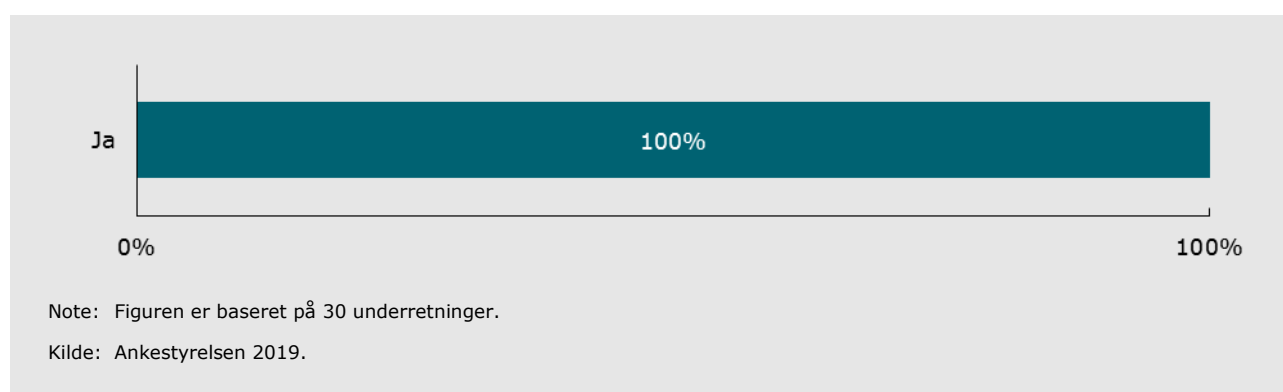 Ja
100%
0%
100%
Note: Figuren er baseret på 30 underretninger.
Kilde: Ankestyrelsen 2019.